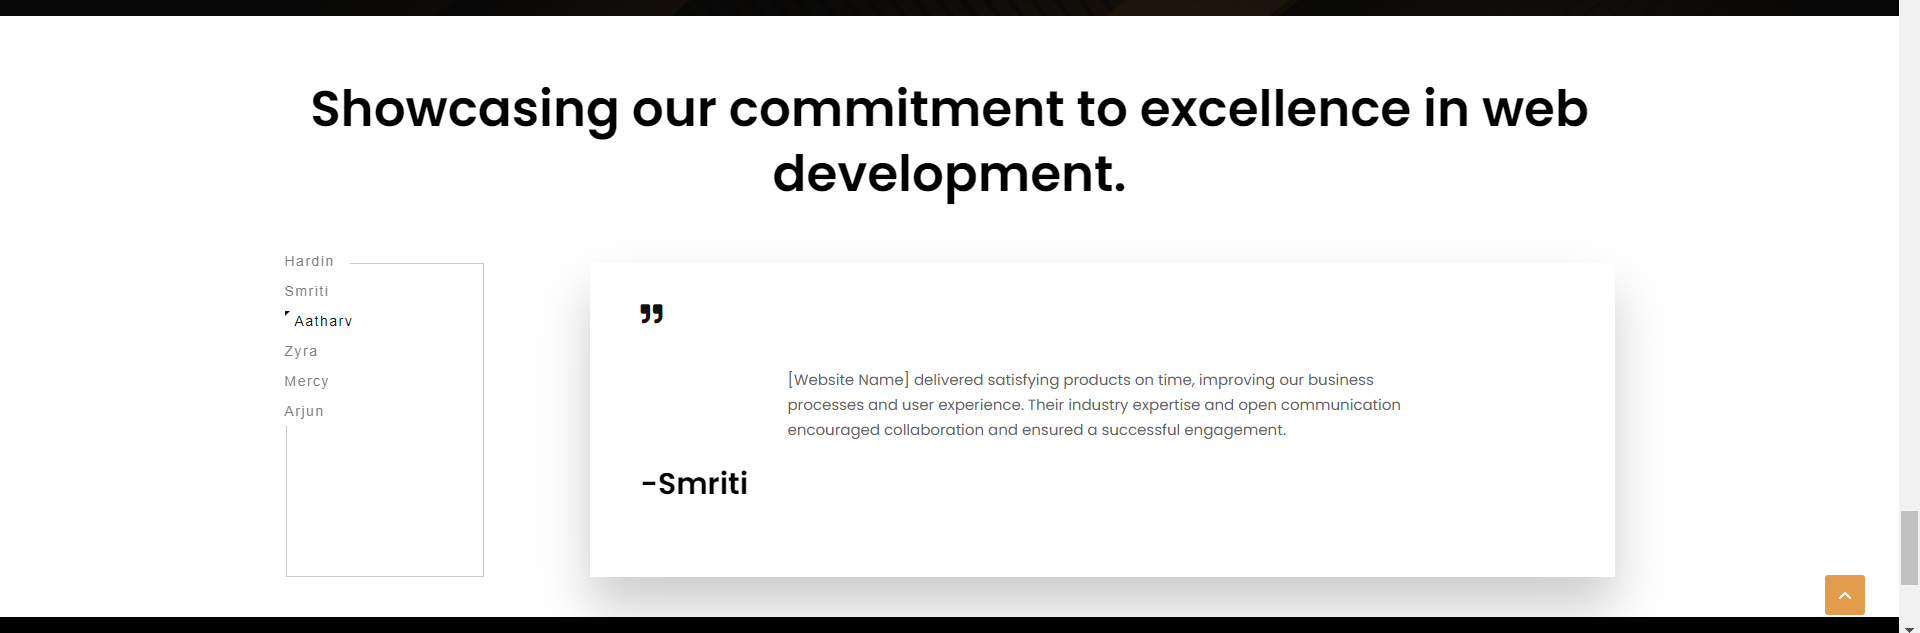 Showcasing our commitment to excellence in web
development.
Hardin
Smriti
Aatharv
Zyra
Mercy
Arjun
[Website Name] delivered satisfying products on time, improving our business
processes and user experience. Their industry expertise and open communication
encouraged collaboration and ensured a successful engagement.
-Smriti